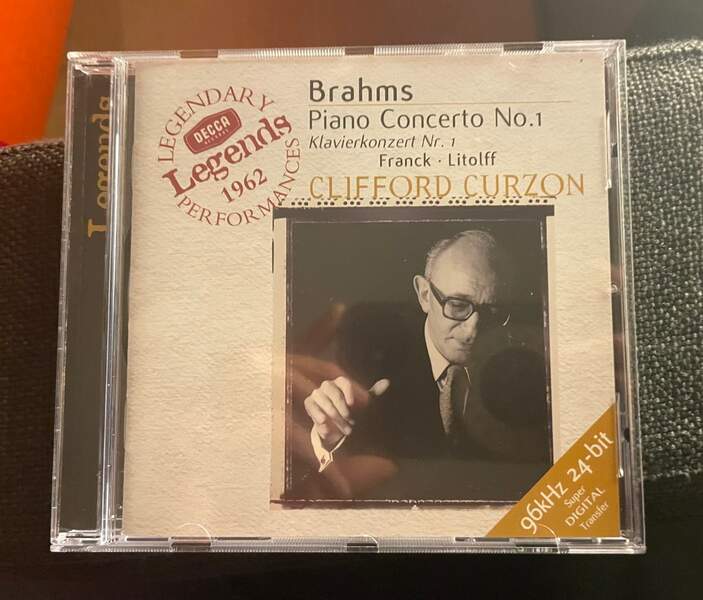 Legends
LEGENDARY
DECCA
Legends
1962
PERFORMANCES
Brahms
Piano Concerto No.1
Klavierkonzert Nr. 1
Franck · Litolff
CLIFFORD CURZON
96kHz 24-bit
Super
DIGITAL
Transfer